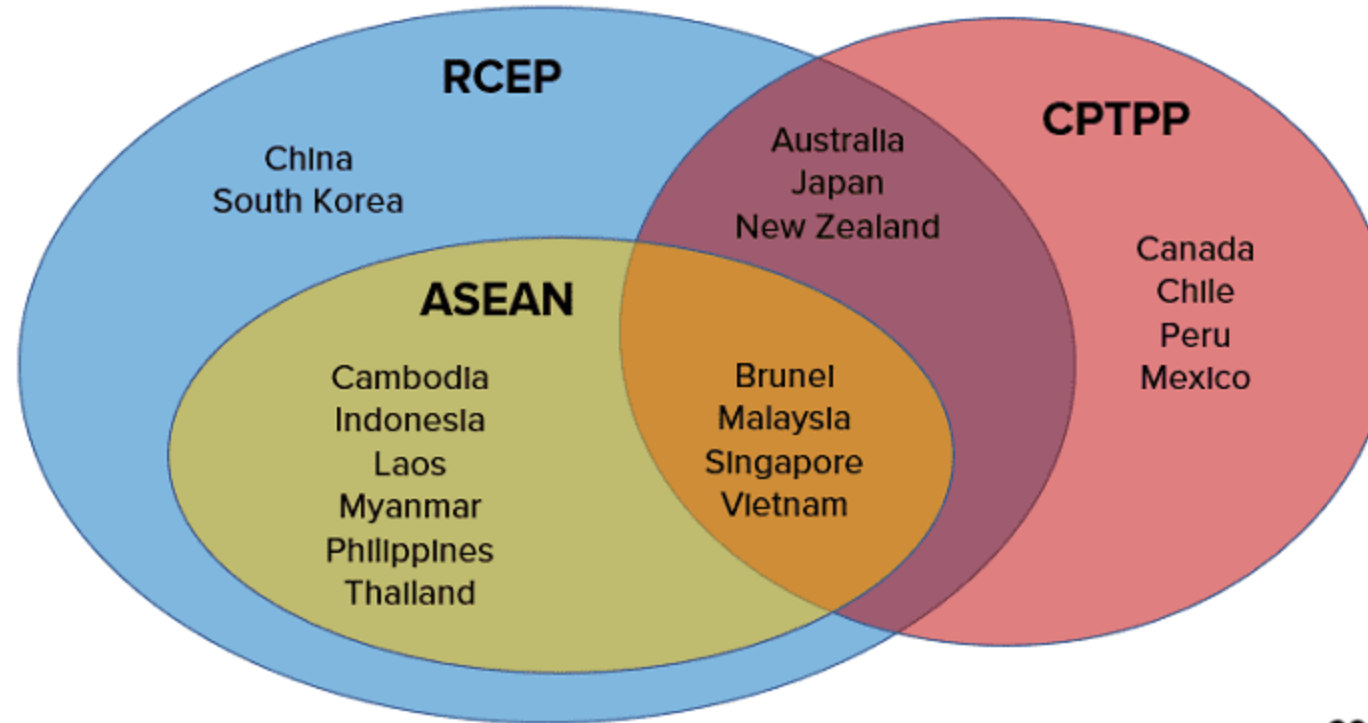 RCEP
China
South Korea
ASEAN
Cambodia
Indonesia
Laos
Myanmar
Philippines
Thailand
Australia
Japan
New Zealand
Brunei
Malaysia
Singapore
Vietnam
CPTPP
Canada
Chile
Peru
Mexico